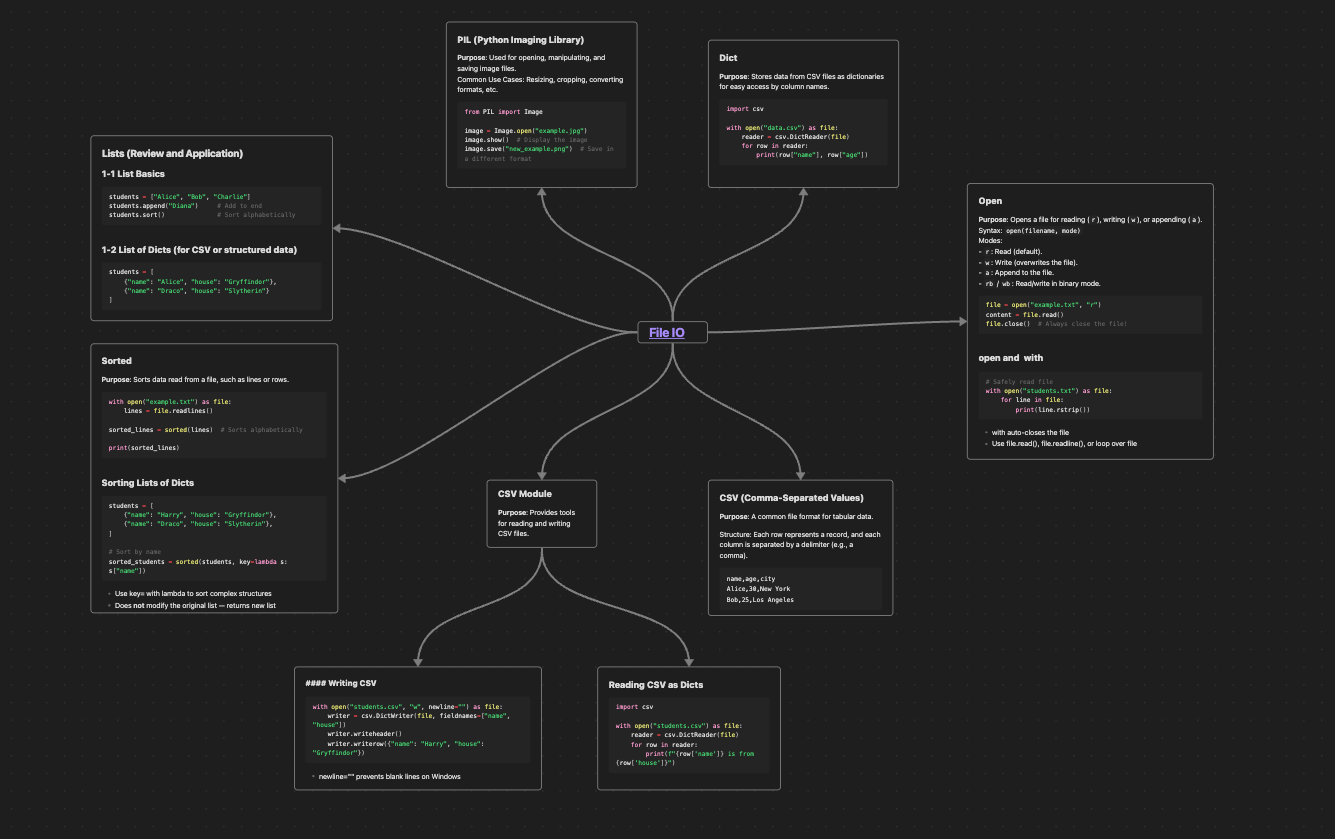 PIL (Python Imaging Library)
Purpose: Used for opening, manipulating, and
saving image files.
Common Use Cases: Resizing, cropping, converting
formats, etc.
from PIL import Image
image = Image.open("example.jpg")
image.show()  # Display the image
image.save("new_example.png")  # Save in
a different format
Dict
Purpose: Stores data from CSV files as dictionaries
for easy access by column names.
import csv
with open("data.csv") as file:
    reader = csv.DictReader(file)
    for row in reader:
        print(row["name"], row["age"])
Lists (Review and Application)
1-1 List Basics
students = ["Alice", "Bob", "Charlie"]
students.append("Diana")     # Add to end
students.sort()              # Sort alphabetically
1-2 List of Dicts (for CSV or structured data)
students = [
    {"name": "Alice", "house": "Gryffindor"},
    {"name": "Draco", "house": "Slytherin"}
]
Open
Purpose: Opens a file for reading ( r ), writing ( w ), or appending ( a ).
Syntax: open(filename, mode)
Modes:
- r : Read (default).
- w : Write (overwrites the file).
- a : Append to the file.
- rb / wb : Read/write in binary mode.
file = open("example.txt", "r")
content = file.read()
file.close()  # Always close the file!
open and with
# Safely read file
with open("students.txt") as file:
    for line in file:
        print(line.rstrip())
• with auto-closes the file
• Use file.read(), file.readline(), or loop over file
File IO
Sorted
Purpose: Sorts data read from a file, such as lines or rows.
with open("example.txt") as file:
    lines = file.readlines()
sorted_lines = sorted(lines)  # Sorts alphabetically
print(sorted_lines)
Sorting Lists of Dicts
students = [
    {"name": "Harry", "house": "Gryffindor"},
    {"name": "Draco", "house": "Slytherin"},
]
# Sort by name
sorted_students = sorted(students, key=lambda s:
s["name"])
• Use key= with lambda to sort complex structures
• Does not modify the original list — returns new list
CSV Module
Purpose: Provides tools
for reading and writing
CSV files.
CSV (Comma-Separated Values)
Purpose: A common file format for tabular data.
Structure: Each row represents a record, and each
column is separated by a delimiter (e.g., a
comma).
name,age,city
Alice,30,New York
Bob,25,Los Angeles
#### Writing CSV
with open("students.csv", "w", newline="") as file:
    writer = csv.DictWriter(file, fieldnames=["name",
"house"])
    writer.writeheader()
    writer.writerow({"name": "Harry", "house":
"Gryffindor"})
• newline="" prevents blank lines on Windows
Reading CSV as Dicts
import csv
with open("students.csv") as file:
    reader = csv.DictReader(file)
    for row in reader:
        print(f"{row['name']} is from
{row['house']}")